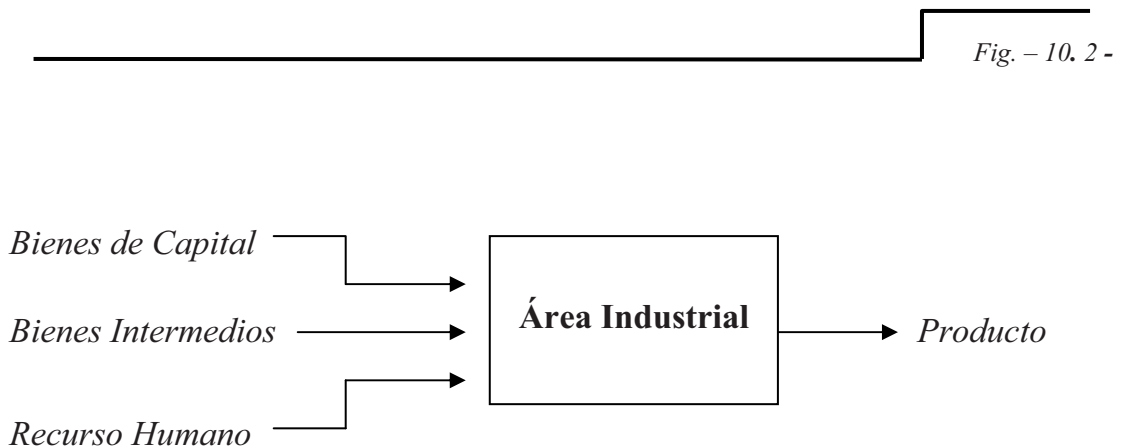 Fig. – 10. 2 -
Bienes de Capital
Bienes Intermedios
Recurso Humano
Área Industrial
Producto